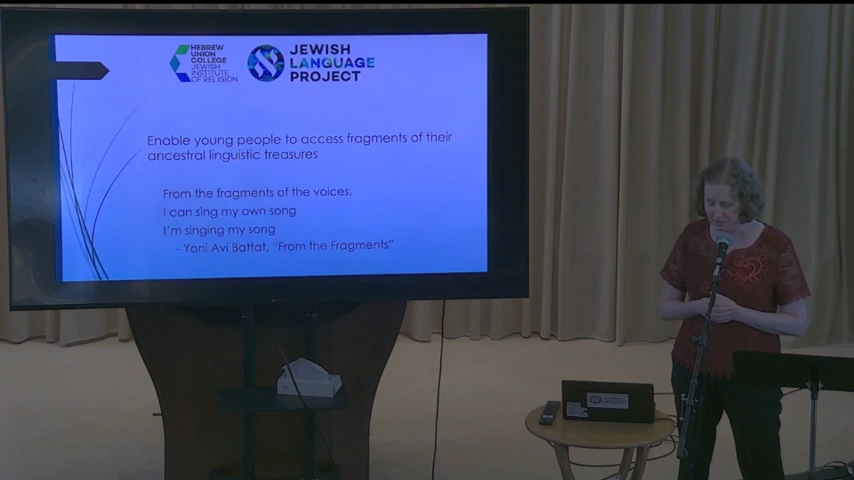 HEBREW
UNION
COLLEGE
JEWISH
INSTITUTE
OF RELIGION
JEWISH
LANGUAGE
PROJECT
Enable young people to access fragments of their
ancestral linguistic treasures
From the fragments of the voices,
I can sing my own song
I'm singing my song
- Yoni Avi Battat, "From the Fragments"